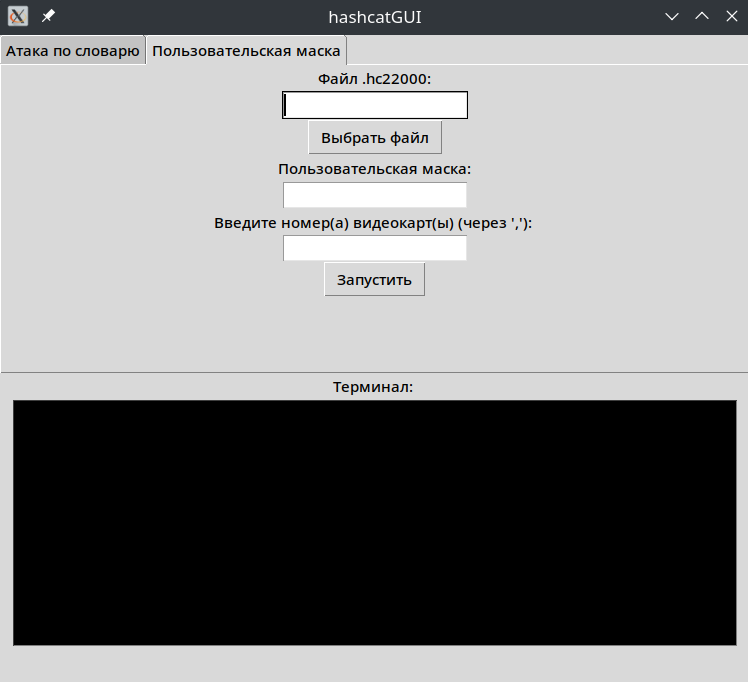 hashcatGUI
Атака по словарю Пользовательская маска
Файл .hc22000:
Выбрать файл
Пользовательская маска:
Введите номер(а) видеокарт(ы) (через ','):
Запустить
Терминал: